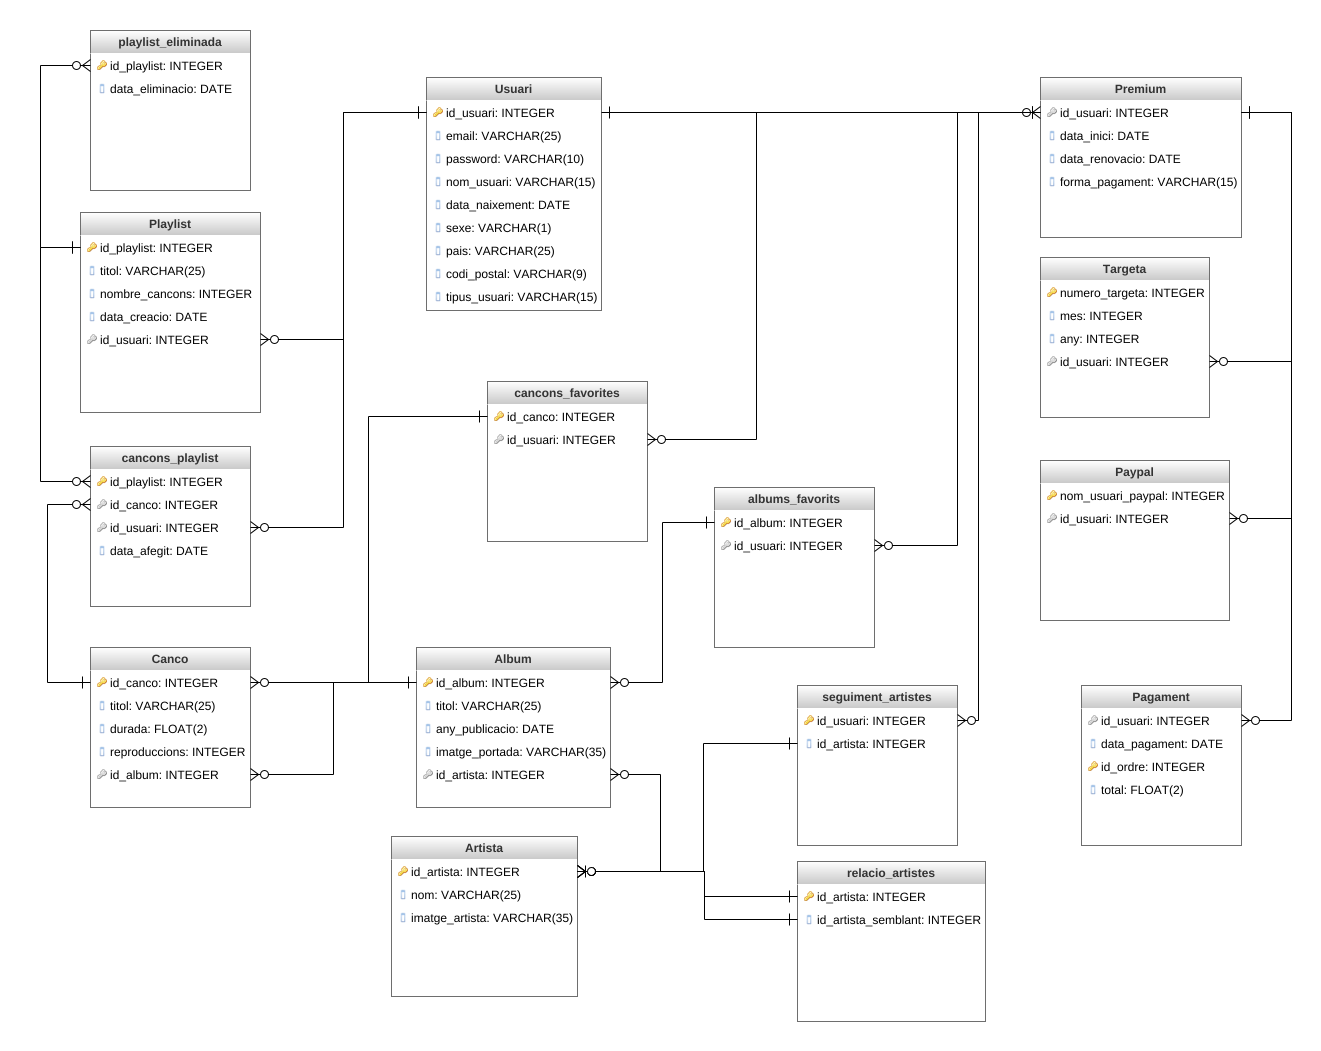 playlist_eliminada
id_playlist: INTEGER
data_eliminacio: DATE
Playlist
id_playlist: INTEGER
titol: VARCHAR(25)
nombre_cancons: INTEGER
data_creacio: DATE
id_usuari: INTEGER
cancons_playlist
id_playlist: INTEGER
id_canco: INTEGER
id_usuari: INTEGER
data_afegit: DATE
Canco
id_canco: INTEGER
titol: VARCHAR(25)
durada: FLOAT(2)
reproduccions: INTEGER
id_album: INTEGER
Usuari
id_usuari: INTEGER
email: VARCHAR(25)
password: VARCHAR(10)
nom_usuari: VARCHAR(15)
data_naixement: DATE
sexe: VARCHAR(1)
pais: VARCHAR(25)
codi_postal: VARCHAR(9)
tipus_usuari: VARCHAR(15)
cancons_favorites
id_canco: INTEGER
id_usuari: INTEGER
albums_favorits
id_album: INTEGER
id_usuari: INTEGER
Album
id_album: INTEGER
titol: VARCHAR(25)
any_publicacio: DATE
imatge_portada: VARCHAR(35)
id_artista: INTEGER
Artista
id_artista: INTEGER
nom: VARCHAR(25)
imatge_artista: VARCHAR(35)
seguiment_artistes
id_usuari: INTEGER
id_artista: INTEGER
relacio_artistes
id_artista: INTEGER
id_artista_semblant: INTEGER
Premium
id_usuari: INTEGER
data_inici: DATE
data_renovacio: DATE
forma_pagament: VARCHAR(15)
Targeta
numero_targeta: INTEGER
mes: INTEGER
any: INTEGER
id_usuari: INTEGER
Paypal
nom_usuari_paypal: INTEGER
id_usuari: INTEGER
Pagament
id_usuari: INTEGER
data_pagament: DATE
id_ordre: INTEGER
total: FLOAT(2)